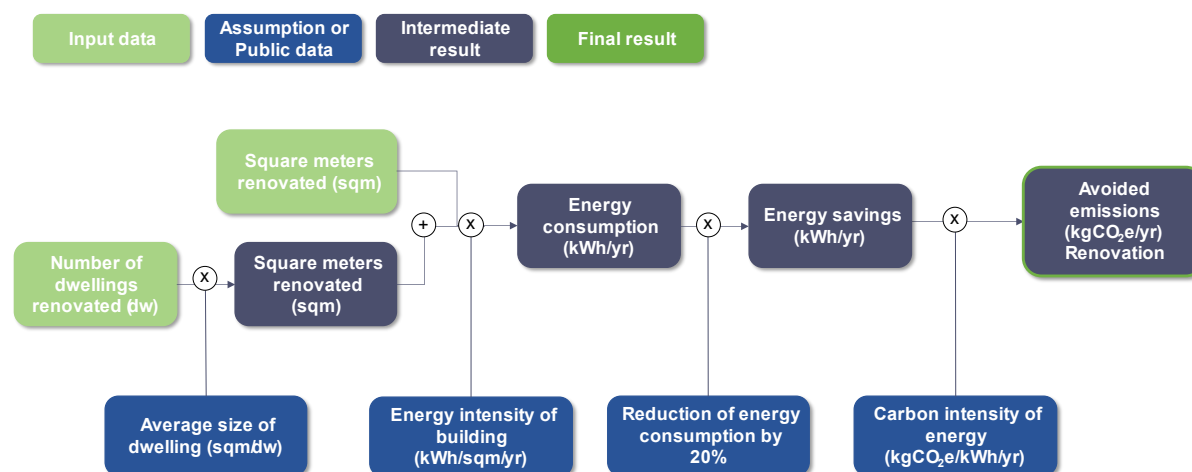 Input data
Assumption or
Public data
Intermediate
result
Final result
Square meters
renovated (sqm)
Number of
dwellings
renovated (dw)
X
Square meters
renovated
(sqm)
+
X
Energy
consumption
(kWh/yr)
X
Energy savings
(kWh/yr)
X
Avoided
emissions
(kgCO₂e/yr)
Renovation
Average size of
dwelling (sqm/dw)
Energy intensity of
building
(kWh/sqm/yr)
Reduction of energy
consumption by
20%
Carbon intensity of
energy
(kgCO₂e/kWh/yr)